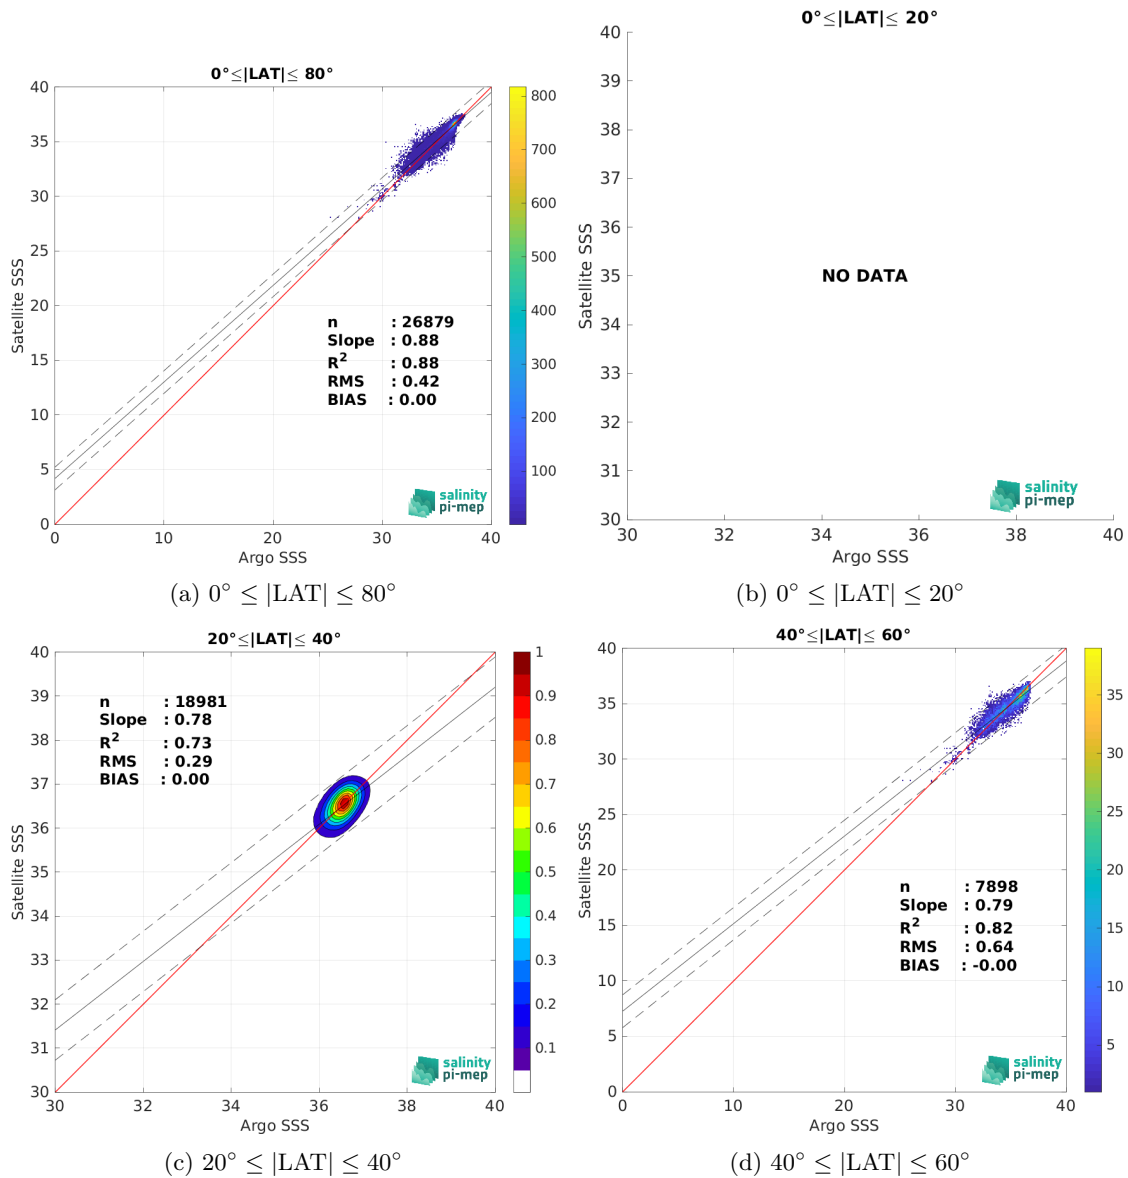 0°≤|LAT|≤ 80°
40
35
30
25
20
15
10
5
0
Satellite SSS
0
10
20
30
40
Argo SSS
n : 26879
Slope : 0.88
R² : 0.88
RMS : 0.42
BIAS : 0.00
salinity
pi-mep
800
700
600
500
400
300
200
100
(a) 0° ≤ |LAT| ≤ 80°
0°≤|LAT|≤ 20°
40
39
38
37
36
35
34
33
32
31
30
Satellite SSS
NO DATA
30
32
34
36
38
40
Argo SSS
salinity
pi-mep
(b) 0° ≤ |LAT| ≤ 20°
20°≤|LAT|≤ 40°
40
39
38
37
36
35
34
33
32
31
30
Satellite SSS
n : 18981
Slope : 0.78
R² : 0.73
RMS : 0.29
BIAS : 0.00
30
32
34
36
38
40
Argo SSS
salinity
pi-mep
1
0.9
0.8
0.7
0.6
0.5
0.4
0.3
0.2
0.1
(c) 20° ≤ |LAT| ≤ 40°
40°≤|LAT|≤ 60°
40
35
30
25
20
15
10
5
0
Satellite SSS
n : 7898
Slope : 0.79
R² : 0.82
RMS : 0.64
BIAS : -0.00
0
10
20
30
40
Argo SSS
salinity
pi-mep
35
30
25
20
15
10
5
(d) 40° ≤ |LAT| ≤ 60°